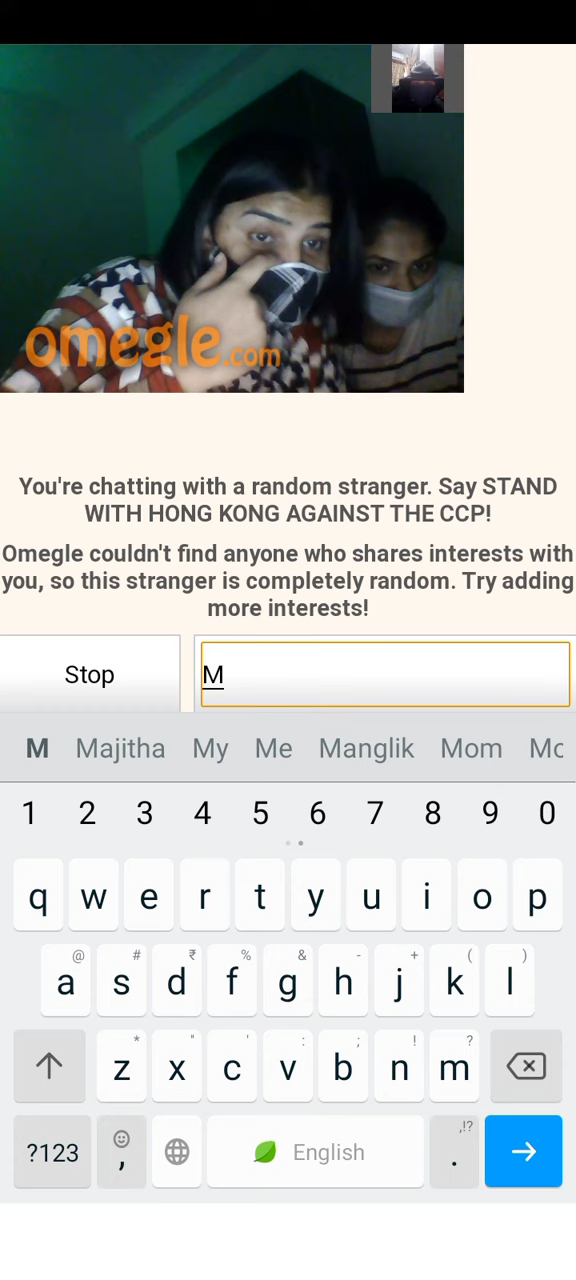 omegle.com
You're chatting with a random stranger. Say STAND
WITH HONG KONG AGAINST THE CCP!
Omegle couldn't find anyone who shares interests with
you, so this stranger is completely random. Try adding
more interests!
Stop
M
M Majitha My Me Manglik Mom Mc
1 2 3 4 5 6 7 8 9 0
q w e r t y u i o p
@ # ₹ % & - + ( )
a s d f g h j k l
* " ' : ; ! ?
z x c v b n m
,!?
?123 , English .